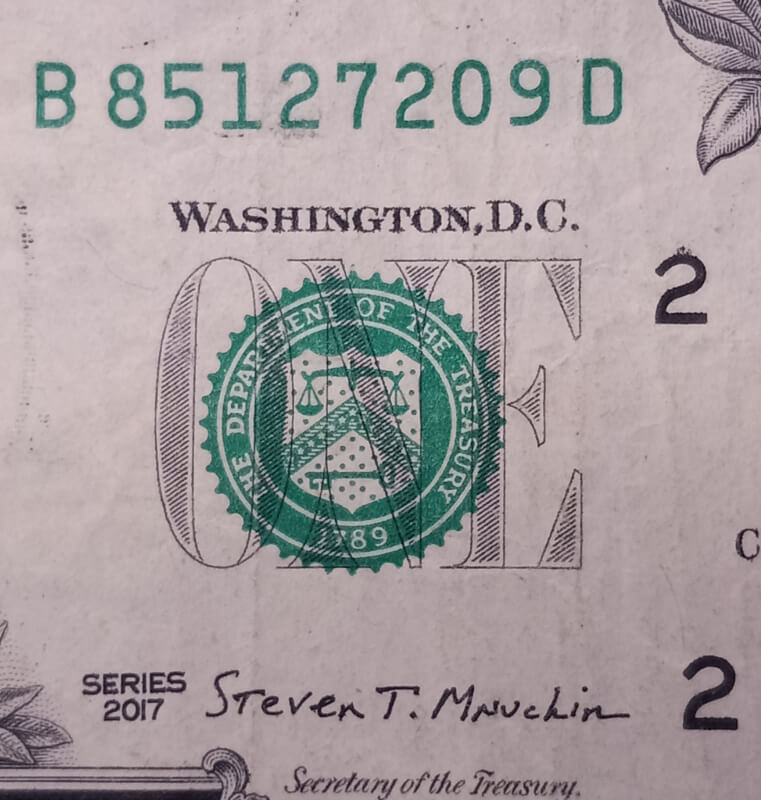 B 85127209 D
WASHINGTON, D.C.
ONE
2
THE DEPARTMENT OF THE TREASURY
1789
C
SERIES
2017
Steven T. Mnuchin
2
Secretary of the Treasury.